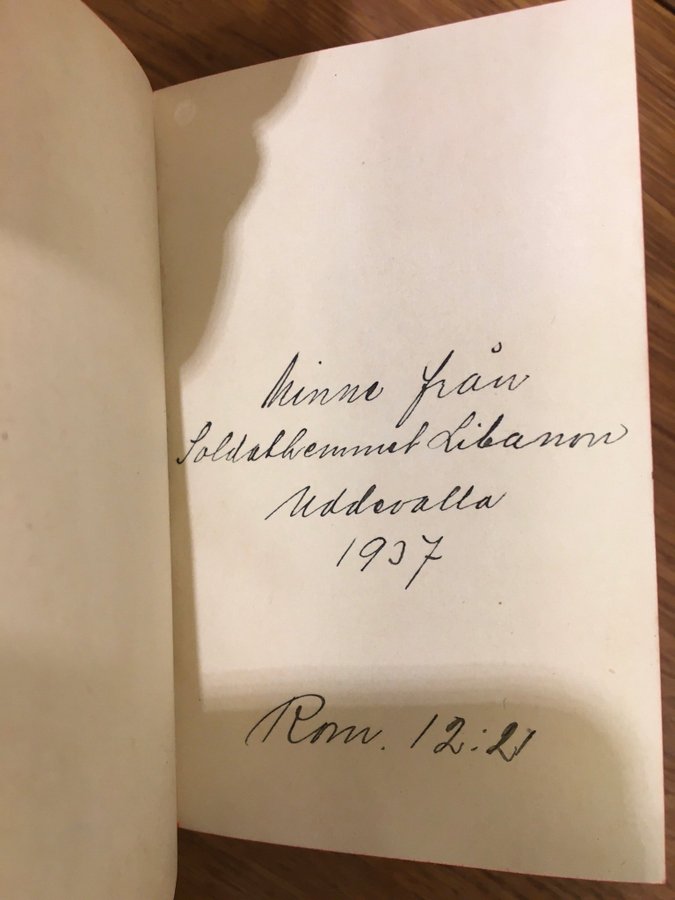 Minne från
Soldathemmet Libanon
Uddevalla
1937
Rom. 12:21